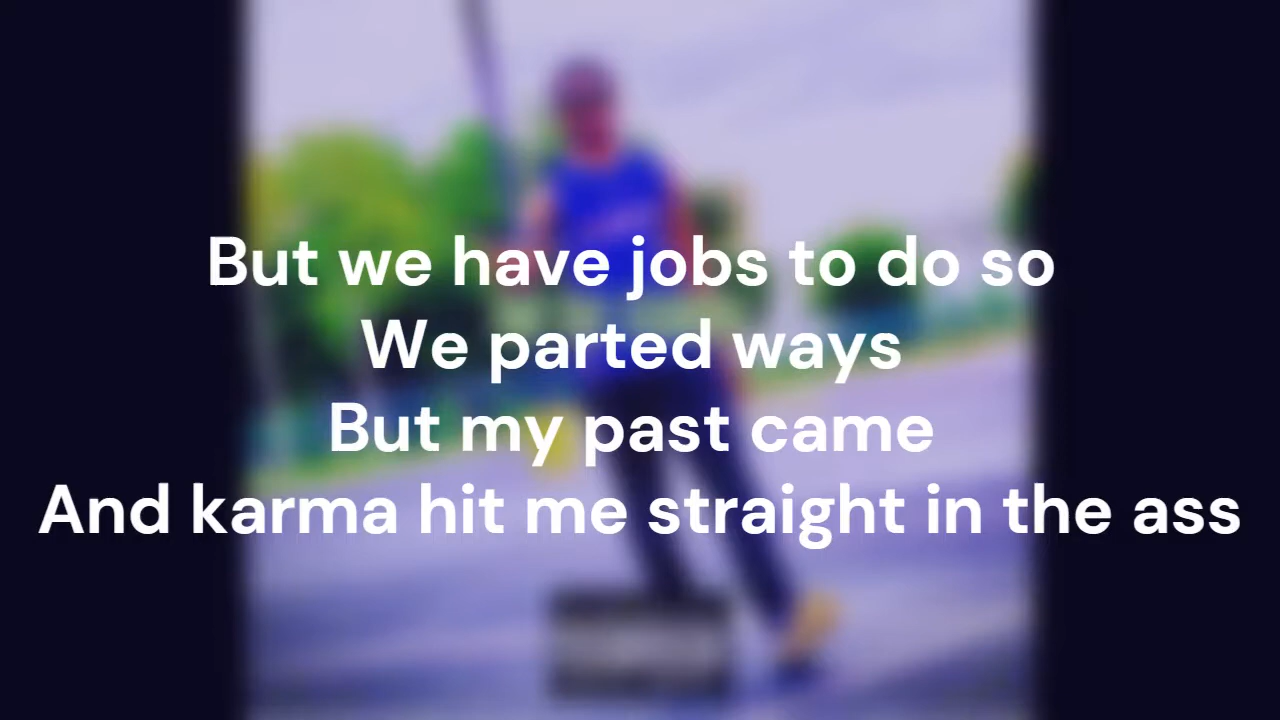 But we have jobs to do so
We parted ways
But my past came
And karma hit me straight in the ass